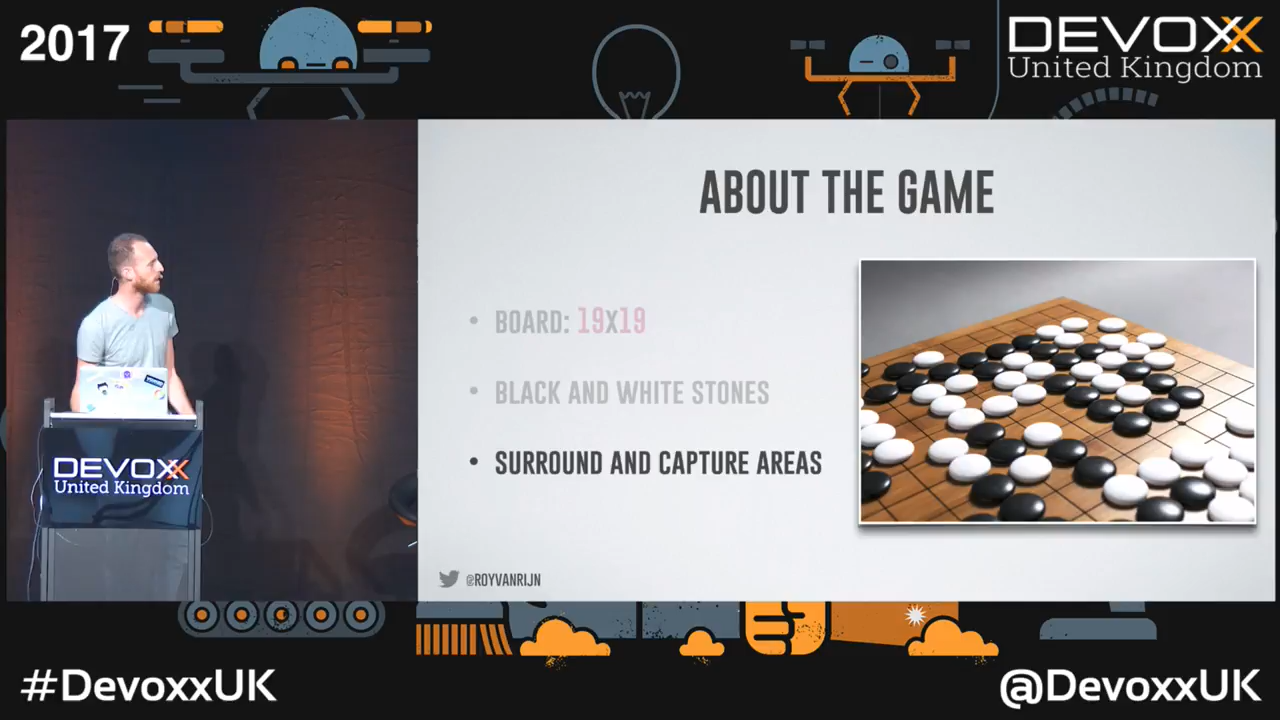 2017
DEVOXX
United Kingdom
ABOUT THE GAME
• BOARD: 19X19
• BLACK AND WHITE STONES
• SURROUND AND CAPTURE AREAS
@ROYVANRIJN
DEVOXX
United Kingdom
#DevoxxUK
@DevoxxUK